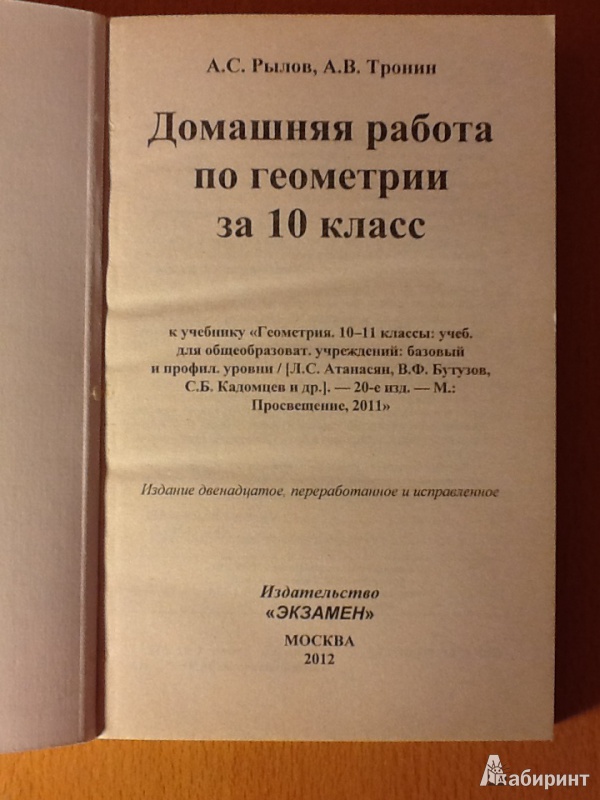 А.С. Рылов, А.В. Тронин
Домашняя работа
по геометрии
за 10 класс
к учебнику «Геометрия. 10–11 классы: учеб.
для общеобразоват. учреждений: базовый
и профил. уровни / [Л.С. Атанасян, В.Ф. Бутузов,
С.Б. Кадомцев и др.]. — 20-е изд. — М.:
Просвещение, 2011»
Издание двенадцатое, переработанное и исправленное
Издательство
«ЭКЗАМЕН»
МОСКВА
2012
Лабиринт